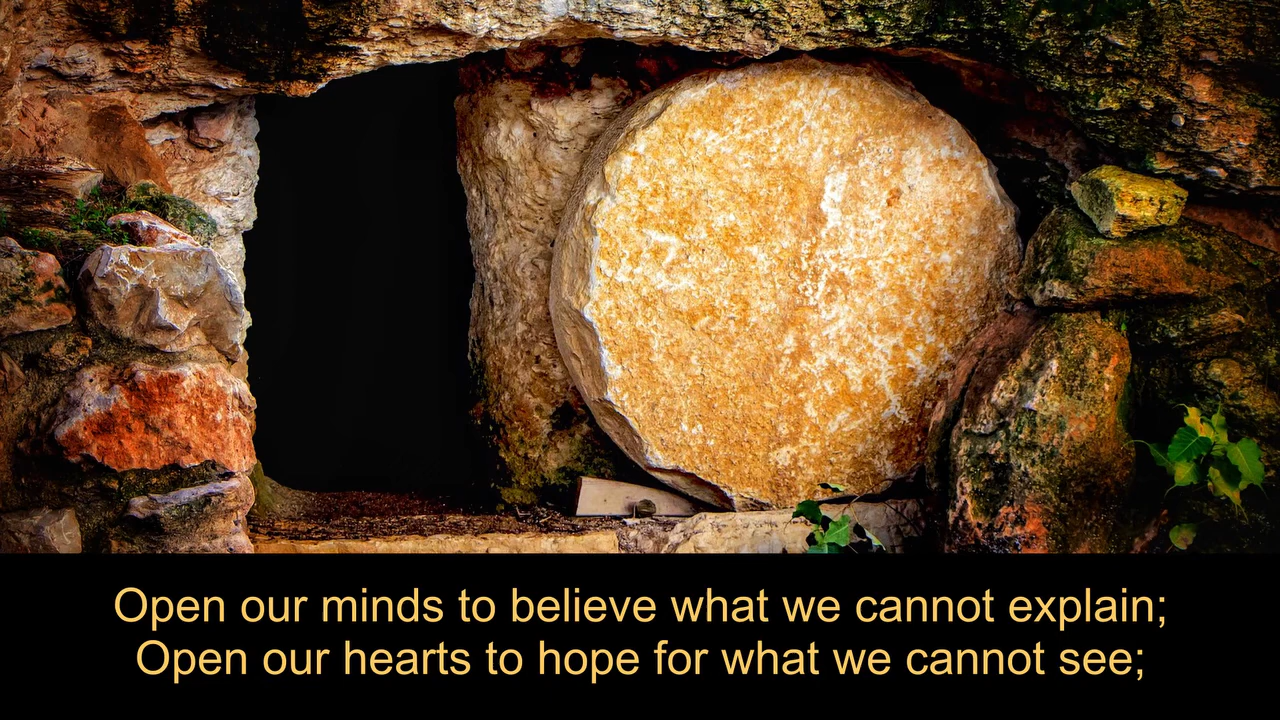 Open our minds to believe what we cannot explain;
Open our hearts to hope for what we cannot see;